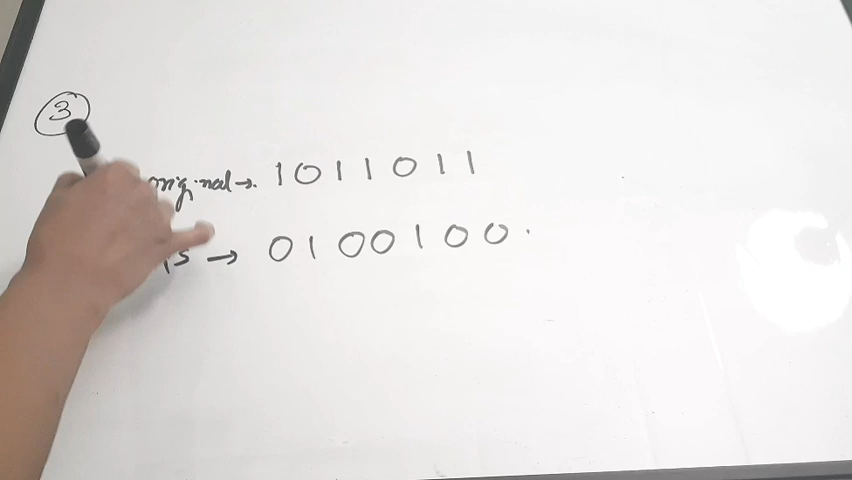 3
original →. 1011011
→ 0100100.